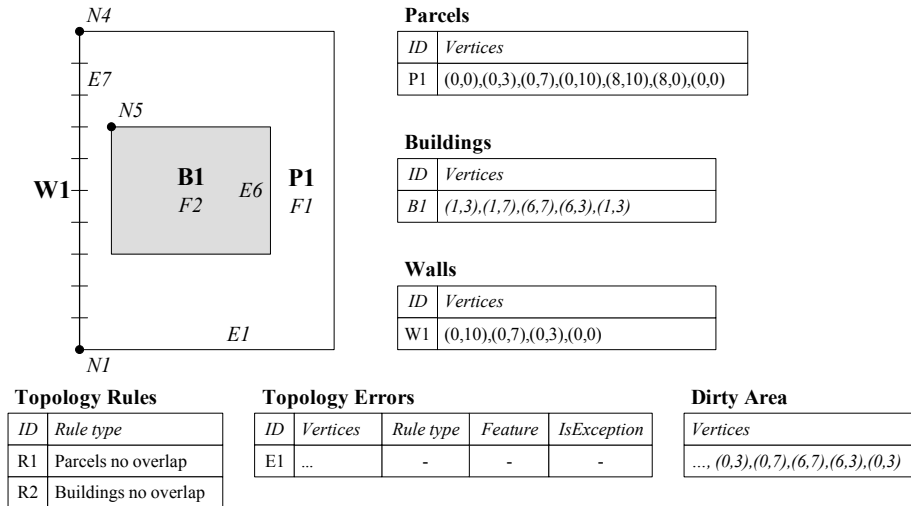 N4
E7
N5
W1
B1
P1
E6
F2
F1
E1
N1
Parcels
ID Vertices
P1 (0,0),(0,3),(0,7),(0,10),(8,10),(8,0),(0,0)
Buildings
ID Vertices
B1 (1,3),(1,7),(6,7),(6,3),(1,3)
Walls
ID Vertices
W1 (0,10),(0,7),(0,3),(0,0)
Topology Rules
ID Rule type
R1 Parcels no overlap
R2 Buildings no overlap
Topology Errors
ID Vertices Rule type Feature IsException
E1 ... - - -
Dirty Area
Vertices
..., (0,3),(0,7),(6,7),(6,3),(0,3)